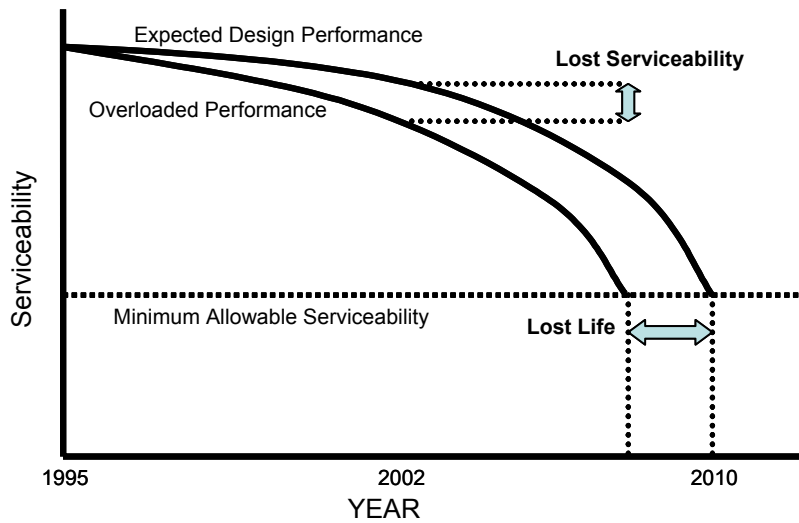 Expected Design Performance
Lost Serviceability
Overloaded Performance
Serviceability
Minimum Allowable Serviceability
Lost Life
1995
2002
2010
YEAR